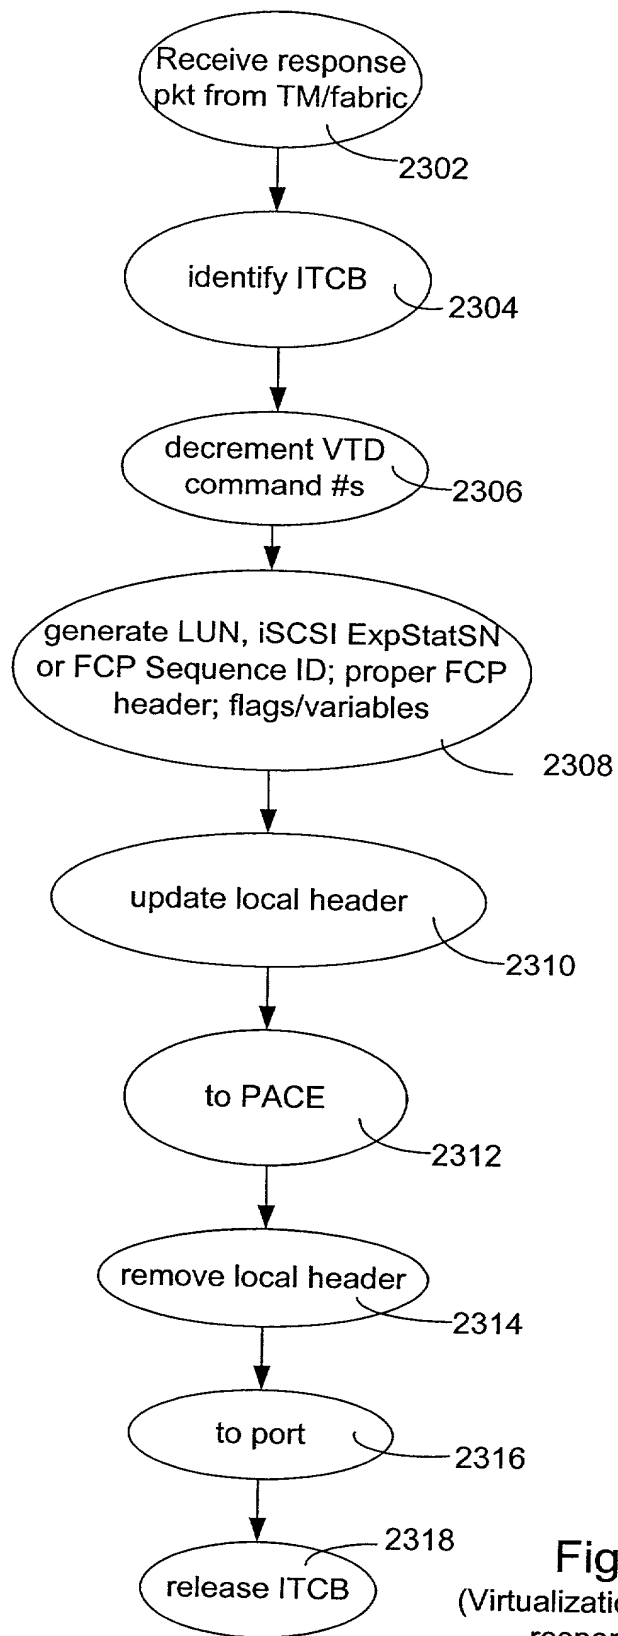 Receive response
pkt from TM/fabric
2302
identify ITCB
2304
decrement VTD
command #s
2306
generate LUN, iSCSI ExpStatSN
or FCP Sequence ID; proper FCP
header; flags/variables
2308
update local header
2310
to PACE
2312
remove local header
2314
to port
2316
2318
release ITCB
Fig